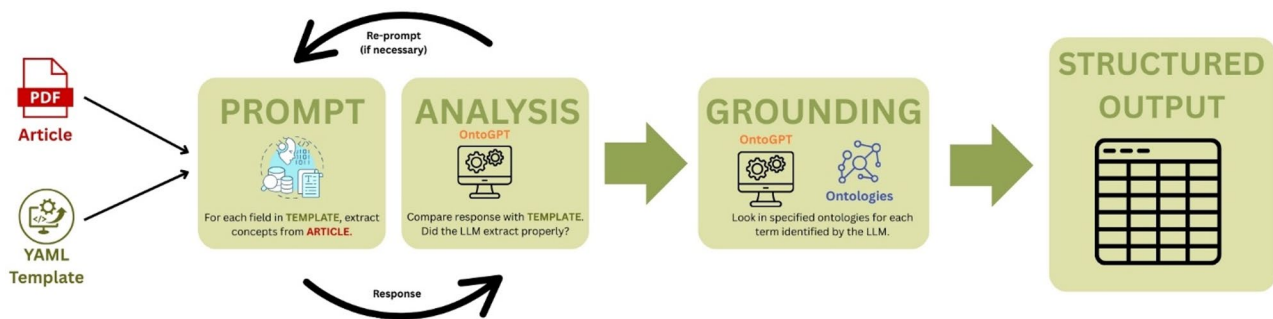 PDF
Article
YAML
Template
Re-prompt
(if necessary)
PROMPT
For each field in TEMPLATE, extract
concepts from ARTICLE.
ANALYSIS
OntoGPT
Compare response with TEMPLATE.
Did the LLM extract properly?
Response
GROUNDING
OntoGPT
Ontologies
Look in specified ontologies for each
term identified by the LLM.
STRUCTURED
OUTPUT